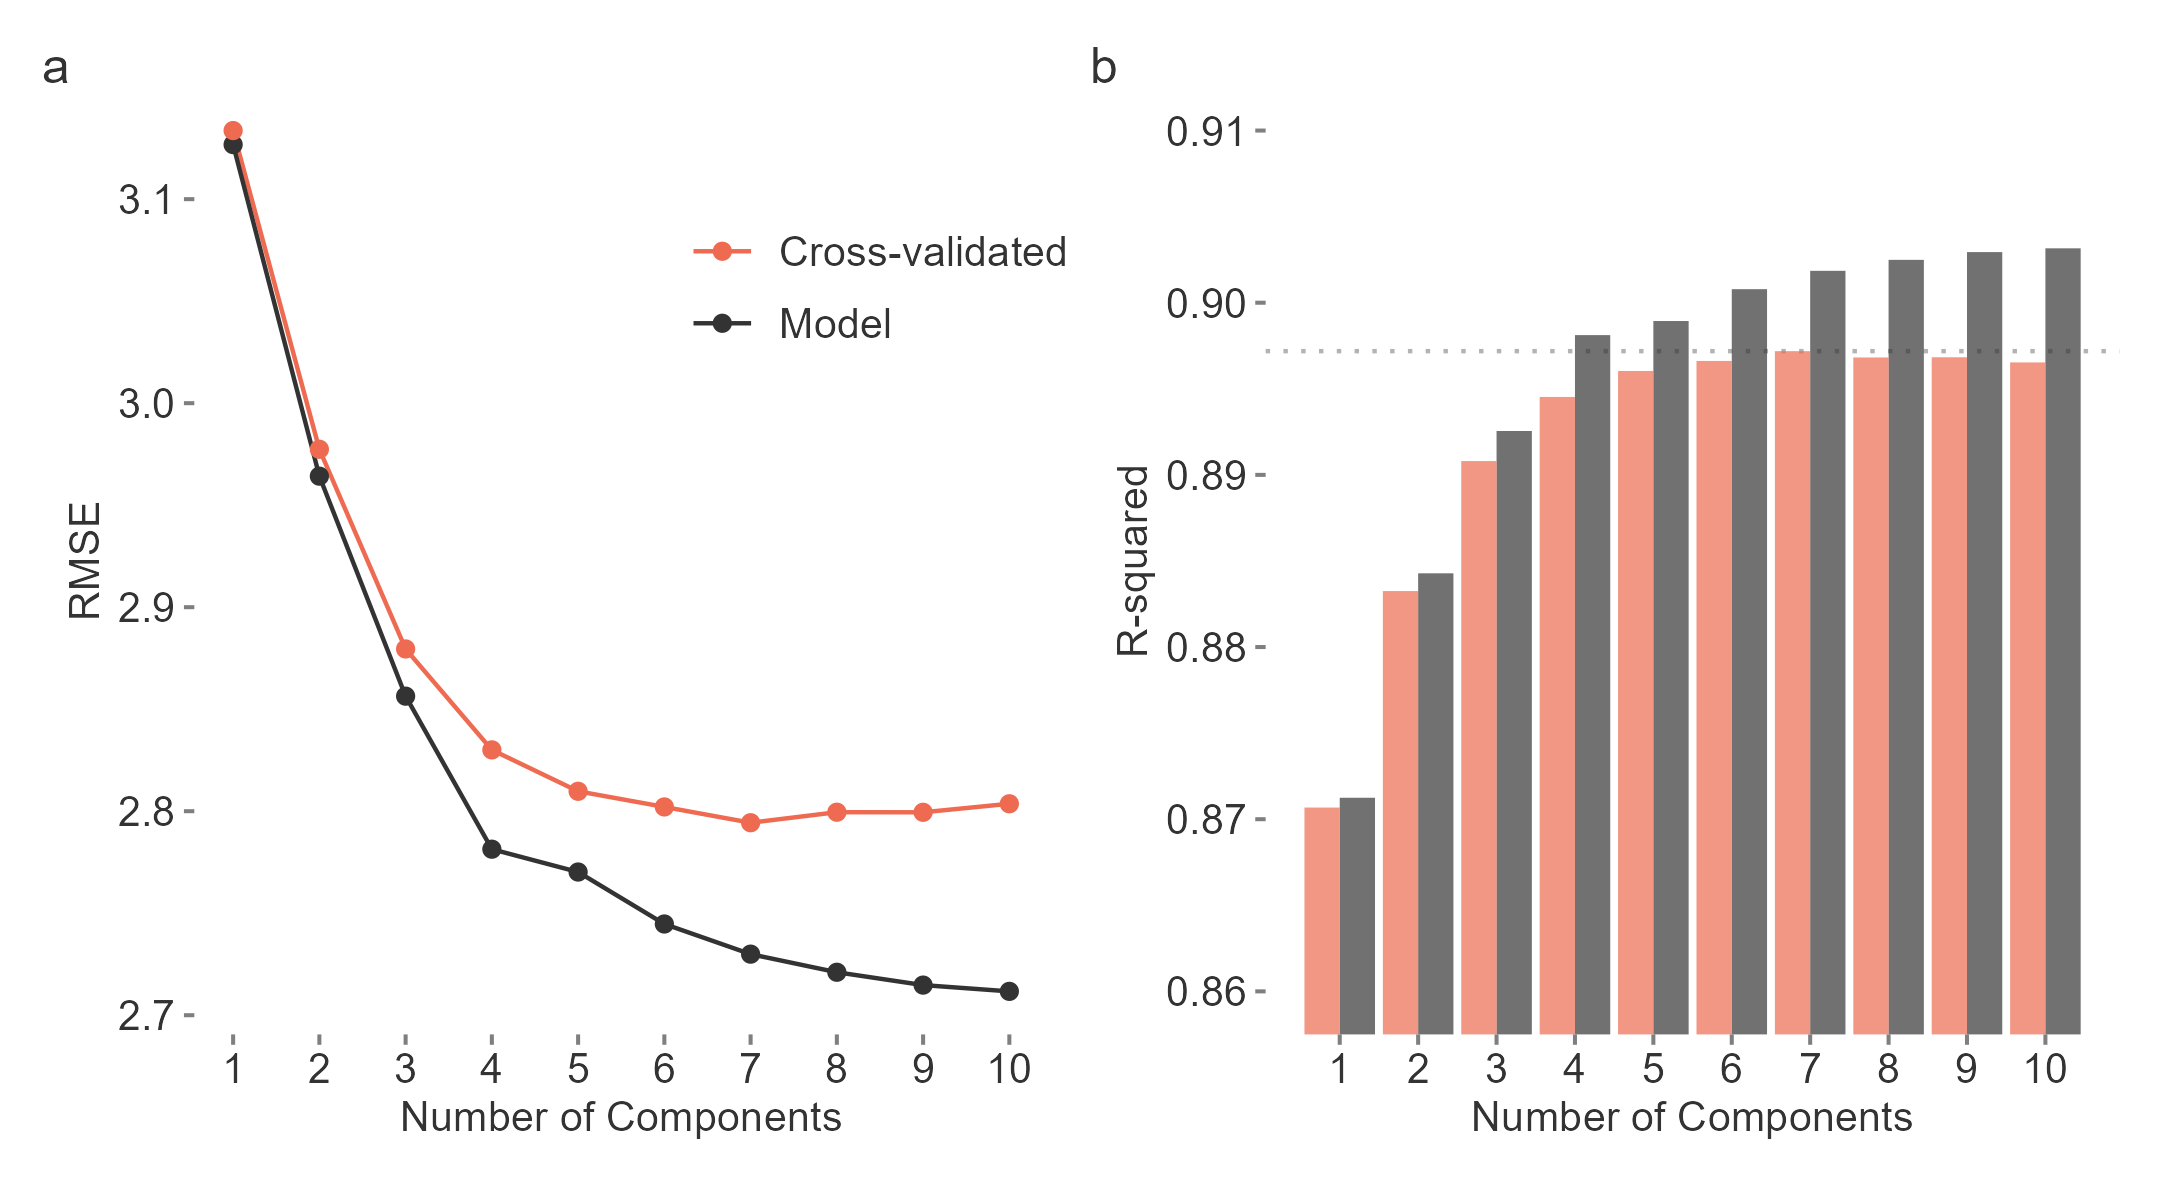 a
3.1
3.0
2.9
2.8
2.7
RMSE
Cross-validated
Model
1 2 3 4 5 6 7 8 9 10
Number of Components
b
0.91
0.90
0.89
0.88
0.87
0.86
R-squared
1 2 3 4 5 6 7 8 9 10
Number of Components